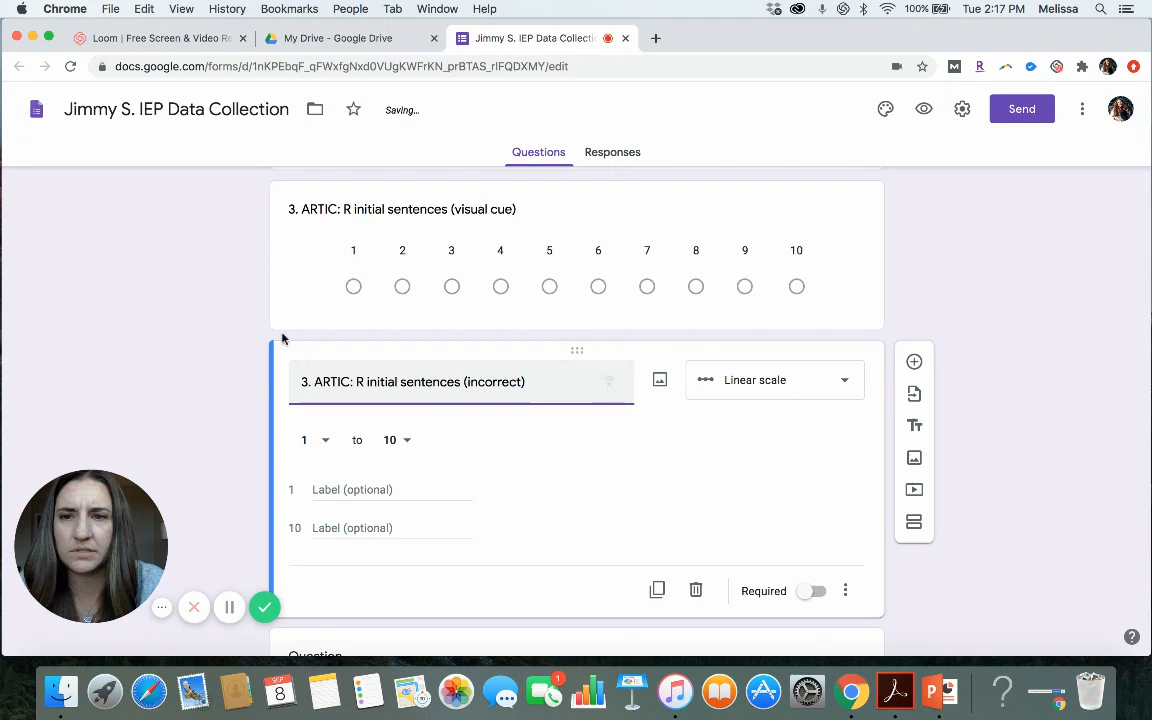 Chrome File Edit View History Bookmarks People Tab Window Help 100% Tue 2:17 PM Melissa
Loom | Free Screen & Video Re My Drive - Google Drive Jimmy S. IEP Data Collecti
docs.google.com/forms/d/1nKPEbqF_qFWxfgNxd0VUgKWFrKN_prBTAS_rIFQDXMY/edit
Jimmy S. IEP Data Collection Saving... Send
Questions Responses
3. ARTIC: R initial sentences (visual cue)
1 2 3 4 5 6 7 8 9 10
3. ARTIC: R initial sentences (incorrect) Linear scale
1 to 10
1 Label (optional)
10 Label (optional)
Required
Question
SEP 1
8